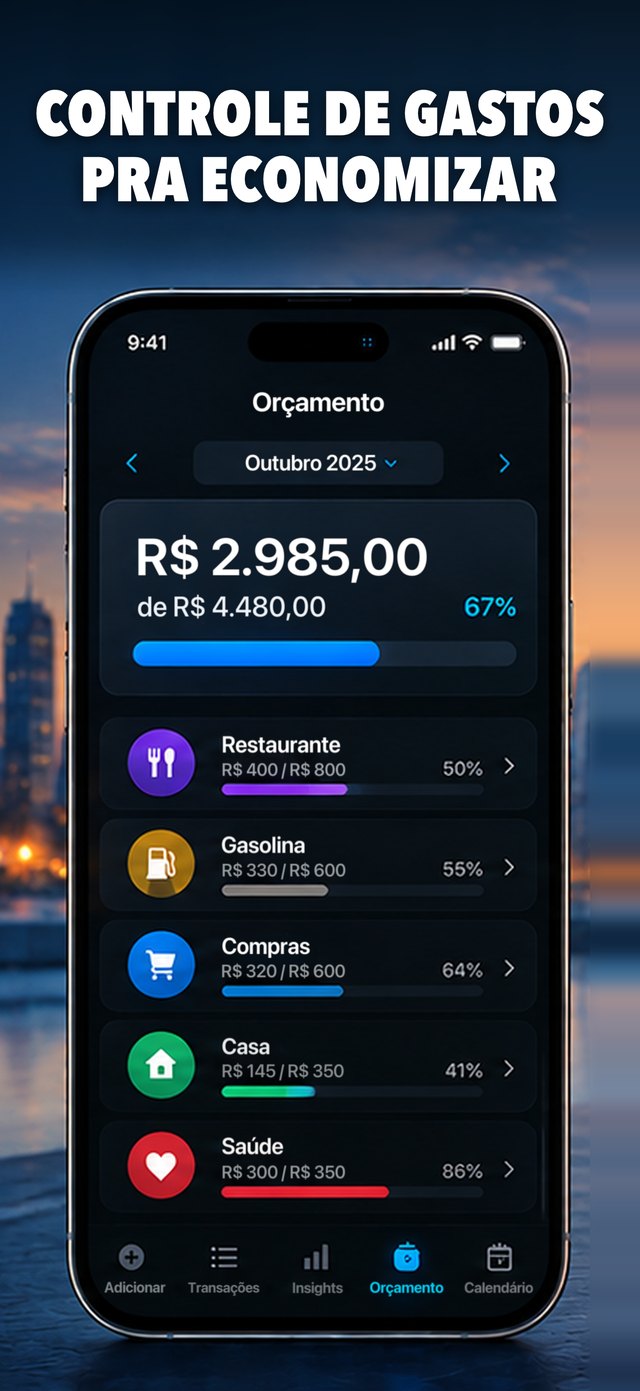 CONTROLE DE GASTOS
PRA ECONOMIZAR
9:41
Orçamento
Outubro 2025
R$ 2.985,00
de R$ 4.480,00
67%
Restaurante
R$ 400 / R$ 800
50%
Gasolina
R$ 330 / R$ 600
55%
Compras
R$ 320 / R$ 600
64%
Casa
R$ 145 / R$ 350
41%
Saúde
R$ 300 / R$ 350
86%
Adicionar
Transações
Insights
Orçamento
Calendário